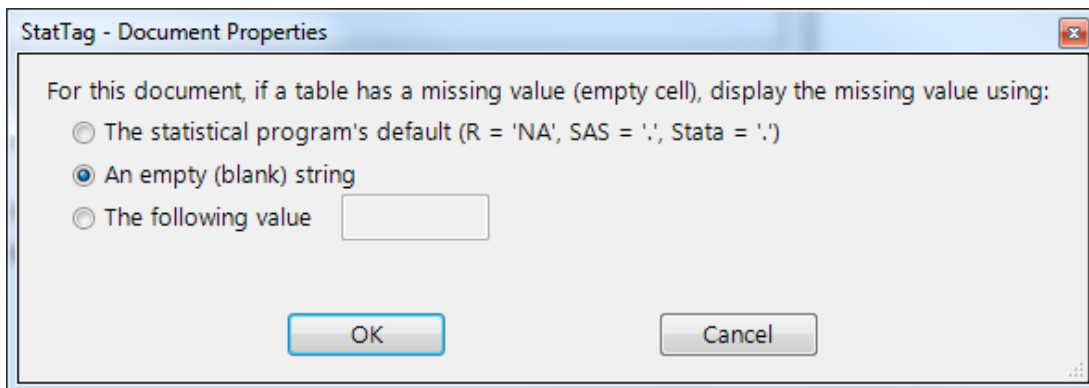 StatTag - Document Properties
For this document, if a table has a missing value (empty cell), display the missing value using:
The statistical program's default (R = 'NA', SAS = '.', Stata = '.')
An empty (blank) string
The following value
OK
Cancel